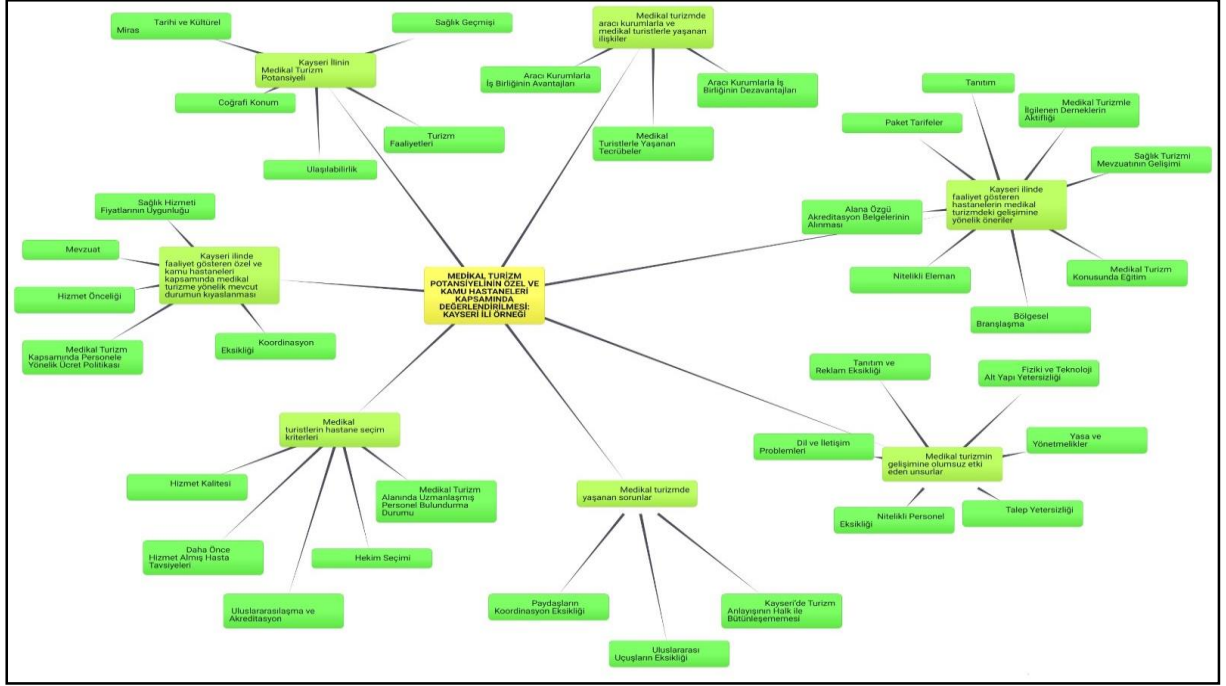 Tarihi ve Kültürel
Miras
Sağlık Geçmişi
Kayseri İlinin
Medikal Turizm
Potansiyeli
Coğrafi Konum
Turizm
Faaliyetleri
Ulaşılabilirlik
Medikal turizmde
aracı kurumlarla ve
medikal turistlerle yaşanan
ilişkiler
Aracı Kurumlarla
İş Birliğinin Avantajları
Aracı Kurumlarla İş
Birliğinin Dezavantajları
Medikal
Turistlerle Yaşanan
Tecrübeler
Tanıtım
Paket Tarifeler
Medikal Turizmle
İlgilenen Derneklerin
Aktifliği
Sağlık Turizmi
Mevzuatının Gelişimi
Kayseri ilinde
faaliyet gösteren
hastanelerin medikal
turizmdeki gelişimine
yönelik öneriler
Alana Özgü
Akreditasyon Belgelerinin
Alınması
Nitelikli Eleman
Medikal Turizm
Konusunda Eğitim
Bölgesel
Branşlaşma
Sağlık Hizmeti
Fiyatlarının Uygunluğu
Mevzuat
Kayseri ilinde
faaliyet gösteren özel ve
kamu hastaneleri
kapsamında medikal
turizme yönelik mevcut
durumun kıyaslanması
Hizmet Önceliği
Medikal Turizm
Kapsamında Personele
Yönelik Ücret Politikası
Koordinasyon
Eksikliği
MEDİKAL TURİZM
POTANSİYELİNİN ÖZEL VE
KAMU HASTANELERİ
KAPSAMINDA
DEĞERLENDİRİLMESİ:
KAYSERİ İLİ ÖRNEĞİ
Medikal
turistlerin hastane seçim
kriterleri
Hizmet Kalitesi
Medikal Turizm
Alanında Uzmanlaşmış
Personel Bulundurma
Durumu
Daha Önce
Hizmet Almış Hasta
Tavsiyeleri
Hekim Seçimi
Uluslararasılaşma ve
Akreditasyon
Medikal turizmde
yaşanan sorunlar
Paydaşların
Koordinasyon Eksikliği
Kayseri'de Turizm
Anlayışının Halk ile
Bütünleşememesi
Uluslararası
Uçuşların Eksikliği
Tanıtım ve
Reklam Eksikliği
Fiziki ve Teknoloji
Alt Yapı Yetersizliği
Dil ve İletişim
Problemleri
Yasa ve
Yönetmelikler
Medikal turizmin
gelişimine olumsuz etki
eden unsurlar
Nitelikli Personel
Eksikliği
Talep Yetersizliği